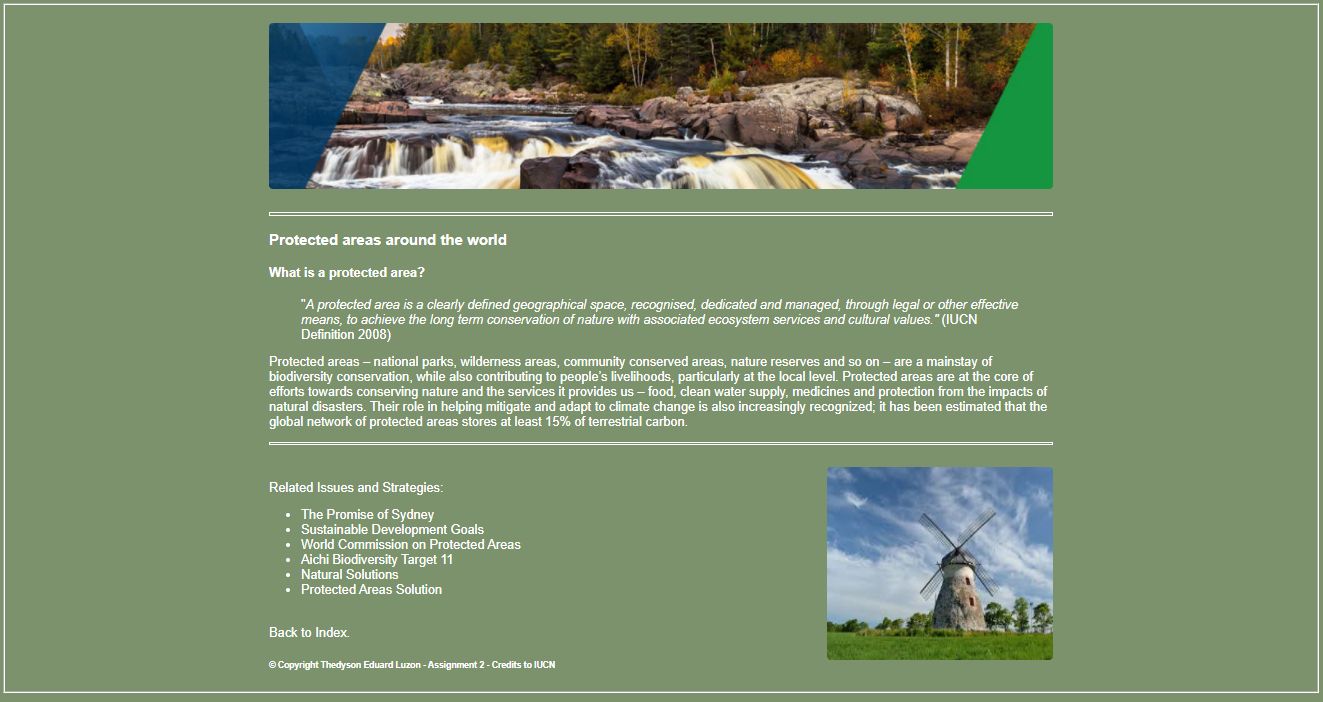 Protected areas around the world
What is a protected area?
"A protected area is a clearly defined geographical space, recognised, dedicated and managed, through legal or other effective
means, to achieve the long term conservation of nature with associated ecosystem services and cultural values." (IUCN
Definition 2008)
Protected areas – national parks, wilderness areas, community conserved areas, nature reserves and so on – are a mainstay of
biodiversity conservation, while also contributing to people's livelihoods, particularly at the local level. Protected areas are at the core of
efforts towards conserving nature and the services it provides us – food, clean water supply, medicines and protection from the impacts of
natural disasters. Their role in helping mitigate and adapt to climate change is also increasingly recognized; it has been estimated that the
global network of protected areas stores at least 15% of terrestrial carbon.
Related Issues and Strategies:
• The Promise of Sydney
• Sustainable Development Goals
• World Commission on Protected Areas
• Aichi Biodiversity Target 11
• Natural Solutions
• Protected Areas Solution
Back to Index.
© Copyright Thedyson Eduard Luzon - Assignment 2 - Credits to IUCN